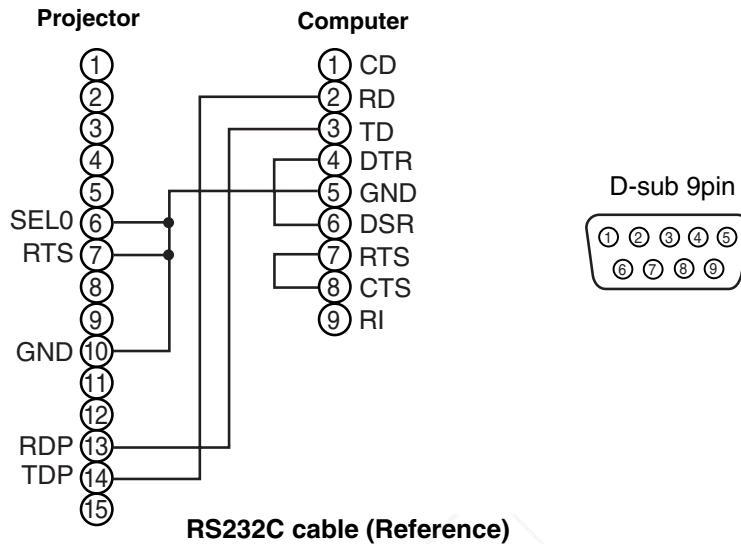 Projector Computer
1 1 CD
2 2 RD
3 3 TD
4 4 DTR
5 5 GND
SEL0 6 6 DSR
RTS 7 7 RTS
8 8 CTS
9 9 RI
GND 10
11
12
RDP 13
TDP 14
15
D-sub 9pin
1 2 3 4 5
6 7 8 9
RS232C cable (Reference)